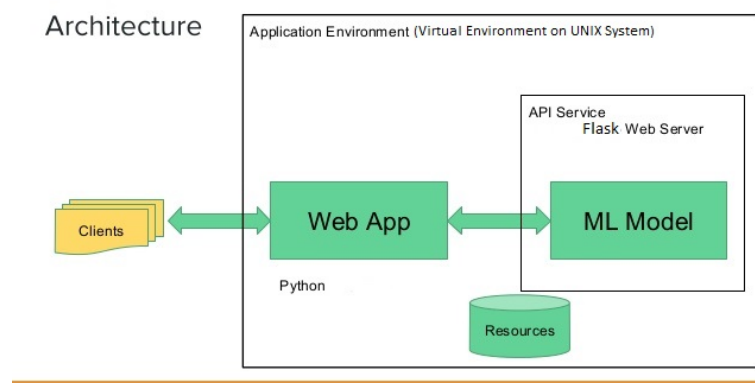 Architecture
Application Environment (Virtual Environment on UNIX System)
API Service
Flask Web Server
Clients
Web App
ML Model
Python
Resources